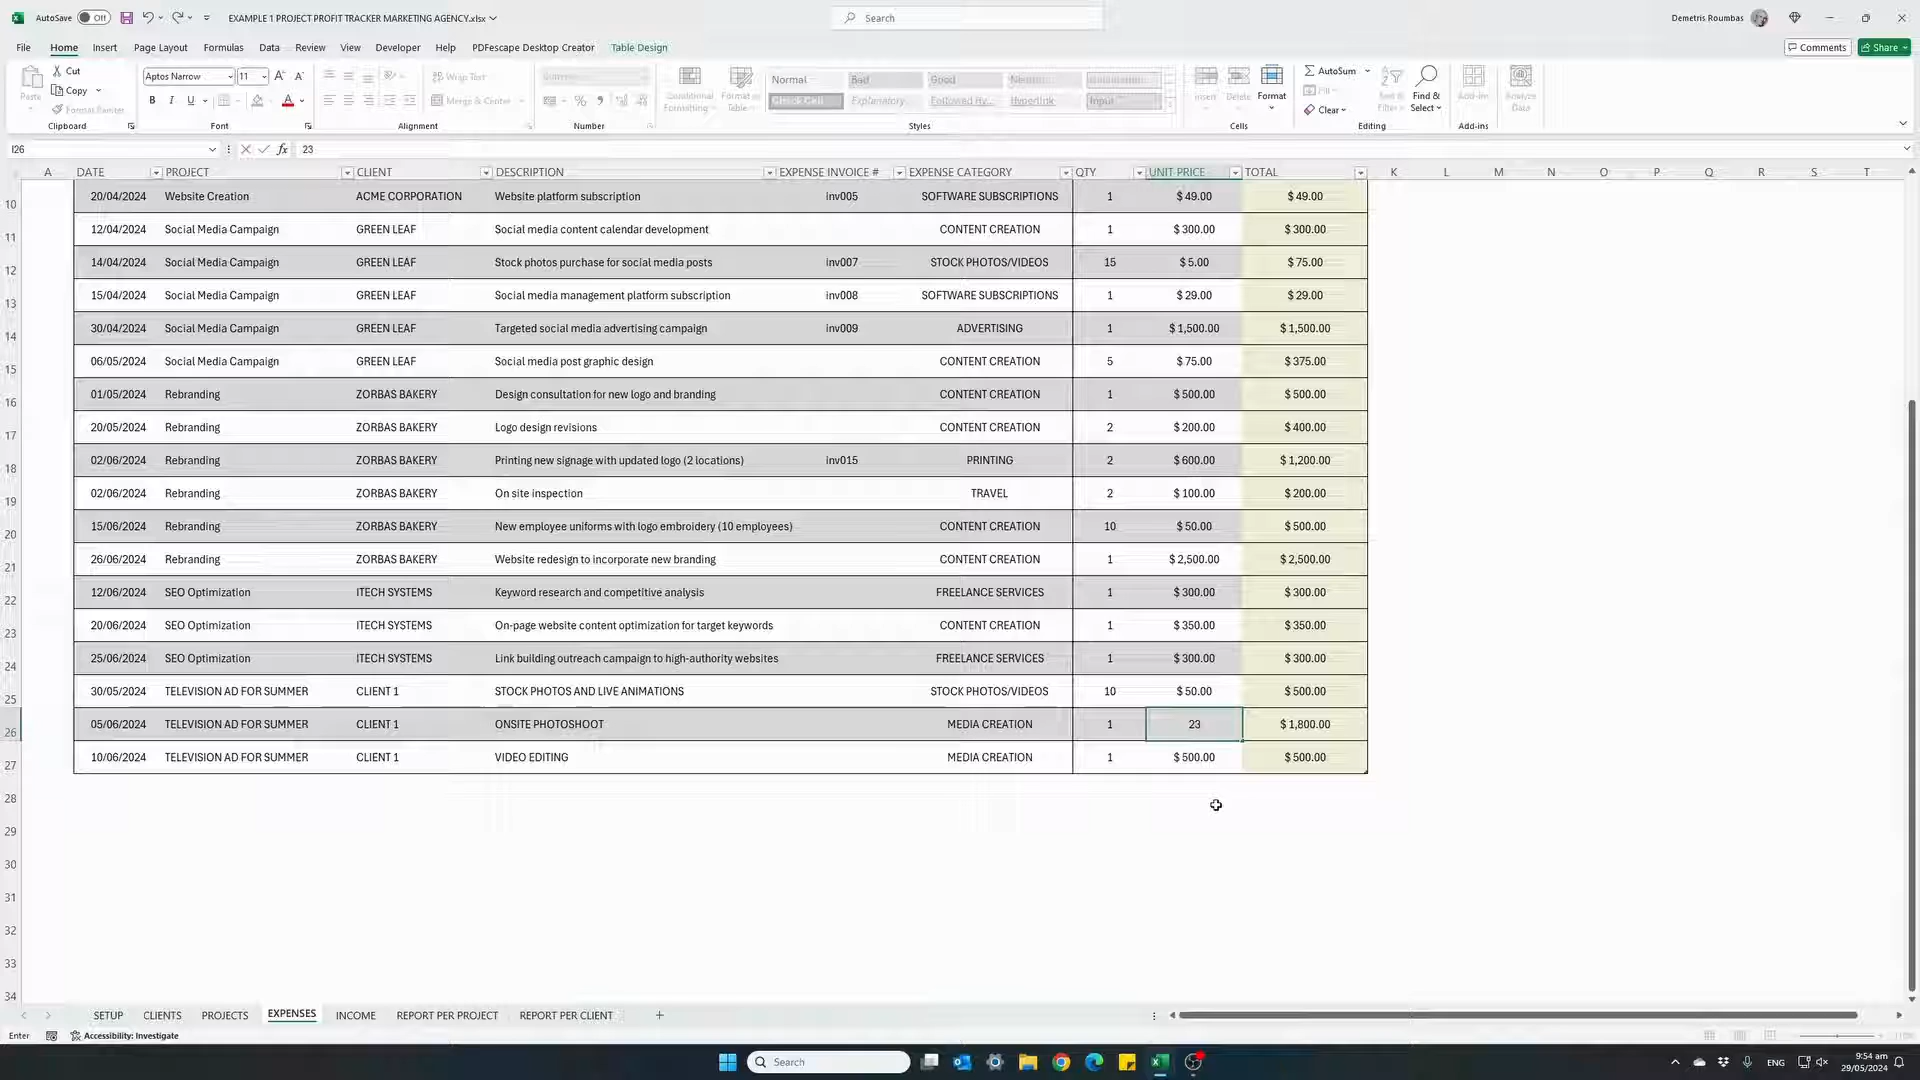 AutoSave Off EXAMPLE 1 PROJECT PROFIT TRACKER MARKETING AGENCY.xlsx Search Demetris Roumbas
File Home Insert Page Layout Formulas Data Review View Developer Help PDFescape Desktop Creator Table Design Comments Share
Paste Cut Copy Format Painter
Aptos Narrow 11
B I U A
Wrap Text
Merge & Center
Conditional Formatting Format as Table
Normal Bad Good
Check Cell Explanatory... Followed Hy... Hyperlink Input
Insert Delete Format
AutoSum Fill Clear
Sort & Filter Find & Select
Add-ins Analyze Data
Clipboard Font Alignment Number Styles Cells Editing Add-ins
I26 fx 23
A DATE PROJECT CLIENT DESCRIPTION EXPENSE INVOICE # EXPENSE CATEGORY QTY UNIT PRICE TOTAL K L M N O P Q R S T
10 20/04/2024 Website Creation ACME CORPORATION Website platform subscription inv005 SOFTWARE SUBSCRIPTIONS 1 $ 49.00 $ 49.00
11 12/04/2024 Social Media Campaign GREEN LEAF Social media content calendar development CONTENT CREATION 1 $ 300.00 $ 300.00
12 14/04/2024 Social Media Campaign GREEN LEAF Stock photos purchase for social media posts inv007 STOCK PHOTOS/VIDEOS 15 $ 5.00 $ 75.00
13 15/04/2024 Social Media Campaign GREEN LEAF Social media management platform subscription inv008 SOFTWARE SUBSCRIPTIONS 1 $ 29.00 $ 29.00
14 30/04/2024 Social Media Campaign GREEN LEAF Targeted social media advertising campaign inv009 ADVERTISING 1 $ 1,500.00 $ 1,500.00
15 06/05/2024 Social Media Campaign GREEN LEAF Social media post graphic design CONTENT CREATION 5 $ 75.00 $ 375.00
16 01/05/2024 Rebranding ZORBAS BAKERY Design consultation for new logo and branding CONTENT CREATION 1 $ 500.00 $ 500.00
17 20/05/2024 Rebranding ZORBAS BAKERY Logo design revisions CONTENT CREATION 2 $ 200.00 $ 400.00
18 02/06/2024 Rebranding ZORBAS BAKERY Printing new signage with updated logo (2 locations) inv015 PRINTING 2 $ 600.00 $ 1,200.00
19 02/06/2024 Rebranding ZORBAS BAKERY On site inspection TRAVEL 2 $ 100.00 $ 200.00
20 15/06/2024 Rebranding ZORBAS BAKERY New employee uniforms with logo embroidery (10 employees) CONTENT CREATION 10 $ 50.00 $ 500.00
21 26/06/2024 Rebranding ZORBAS BAKERY Website redesign to incorporate new branding CONTENT CREATION 1 $ 2,500.00 $ 2,500.00
22 12/06/2024 SEO Optimization ITECH SYSTEMS Keyword research and competitive analysis FREELANCE SERVICES 1 $ 300.00 $ 300.00
23 20/06/2024 SEO Optimization ITECH SYSTEMS On-page website content optimization for target keywords CONTENT CREATION 1 $ 350.00 $ 350.00
24 25/06/2024 SEO Optimization ITECH SYSTEMS Link building outreach campaign to high-authority websites FREELANCE SERVICES 1 $ 300.00 $ 300.00
25 30/05/2024 TELEVISION AD FOR SUMMER CLIENT 1 STOCK PHOTOS AND LIVE ANIMATIONS STOCK PHOTOS/VIDEOS 10 $ 50.00 $ 500.00
26 05/06/2024 TELEVISION AD FOR SUMMER CLIENT 1 ONSITE PHOTOSHOOT MEDIA CREATION 1 23 $ 1,800.00
27 10/06/2024 TELEVISION AD FOR SUMMER CLIENT 1 VIDEO EDITING MEDIA CREATION 1 $ 500.00 $ 500.00
28
29
30
31
32
33
34
SETUP CLIENTS PROJECTS EXPENSES INCOME REPORT PER PROJECT REPORT PER CLIENT
Enter Accessibility: Investigate
Search ENG 9:54 am
29/05/2024